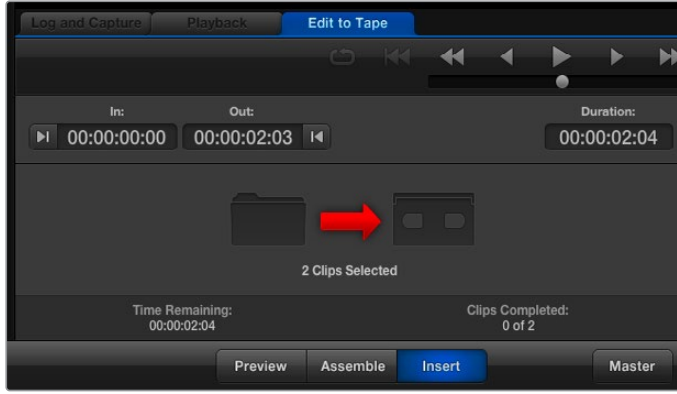 Log and Capture Playback Edit to Tape
In: Out: Duration:
00:00:00:00 00:00:02:03 00:00:02:04
2 Clips Selected
Time Remaining: Clips Completed:
00:00:02:04 0 of 2
Preview Assemble Insert Master